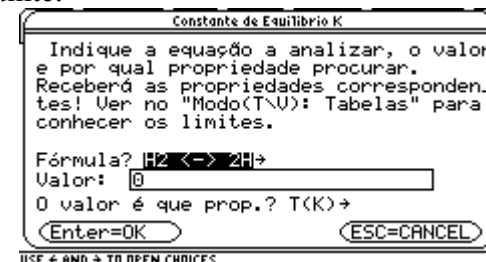 Constante de Equilibrio K
Indique a equação a analizar, o valor
e por qual propriedade procurar.
Receberá as propriedades corresponden_
tes! Ver no "Modo(T\V): Tabelas" para
conhecer os limites.
Fórmula? H2 <-> 2H→
Valor: 0
O valor é que prop.? T(K)→
Enter=OK ESC=CANCEL
USE ← AND → TO OPEN CHOICES